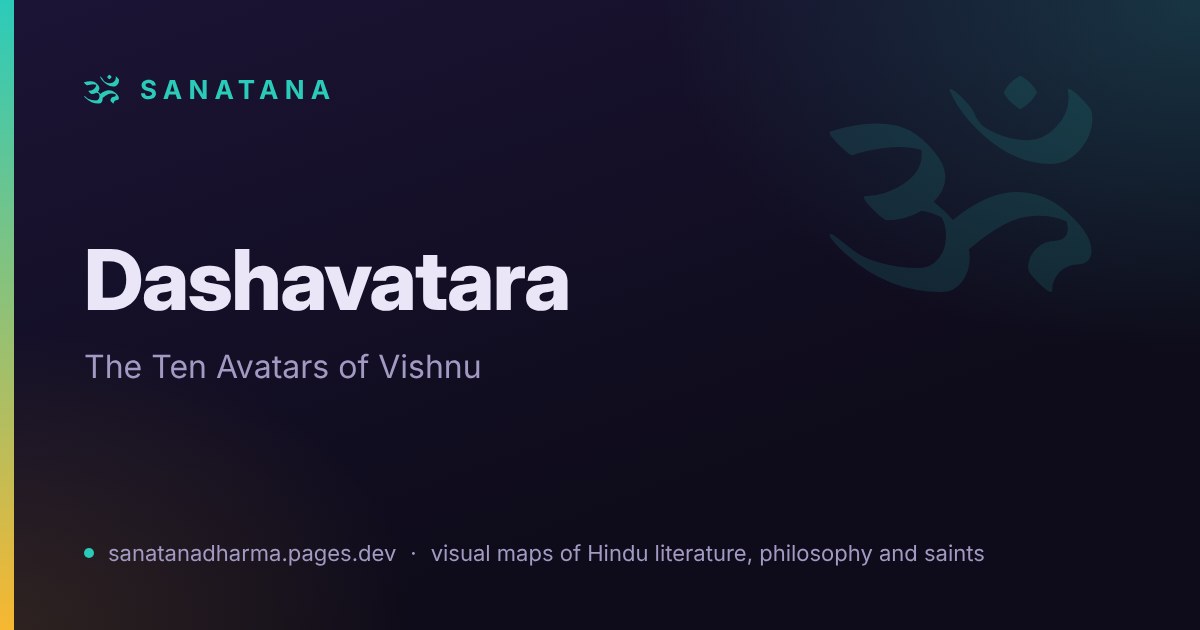 ॐ SANATANA
Dashavatara
The Ten Avatars of Vishnu
sanatanadharma.pages.dev · visual maps of Hindu literature, philosophy and saints
ॐ